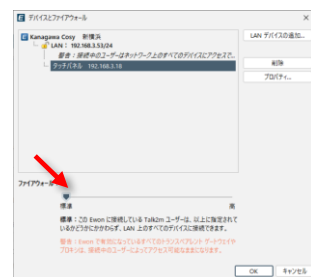 デバイスとファイアウォール
Kanagawa Cosy 新横浜
LAN： 192.168.3.53/24
警告：接続中のユーザーはネットワーク上のすべてのデバイスにアクセスで...
タッチパネル 192.168.3.18
LAN デバイスの追加...
削除
プロパティ...
ファイアウォール
標準
高
標準：この Ewon に接続している Talk2m ユーザーは、以上に指定されて
いるかどうかにかかわらず、LAN 上のすべてのデバイスに接続できます。
警告：Ewon で有効になっているすべてのトランスペアレント ゲートウェイや
プロキシは、接続中のユーザーによってアクセス可能なままになります。
OK
キャンセル